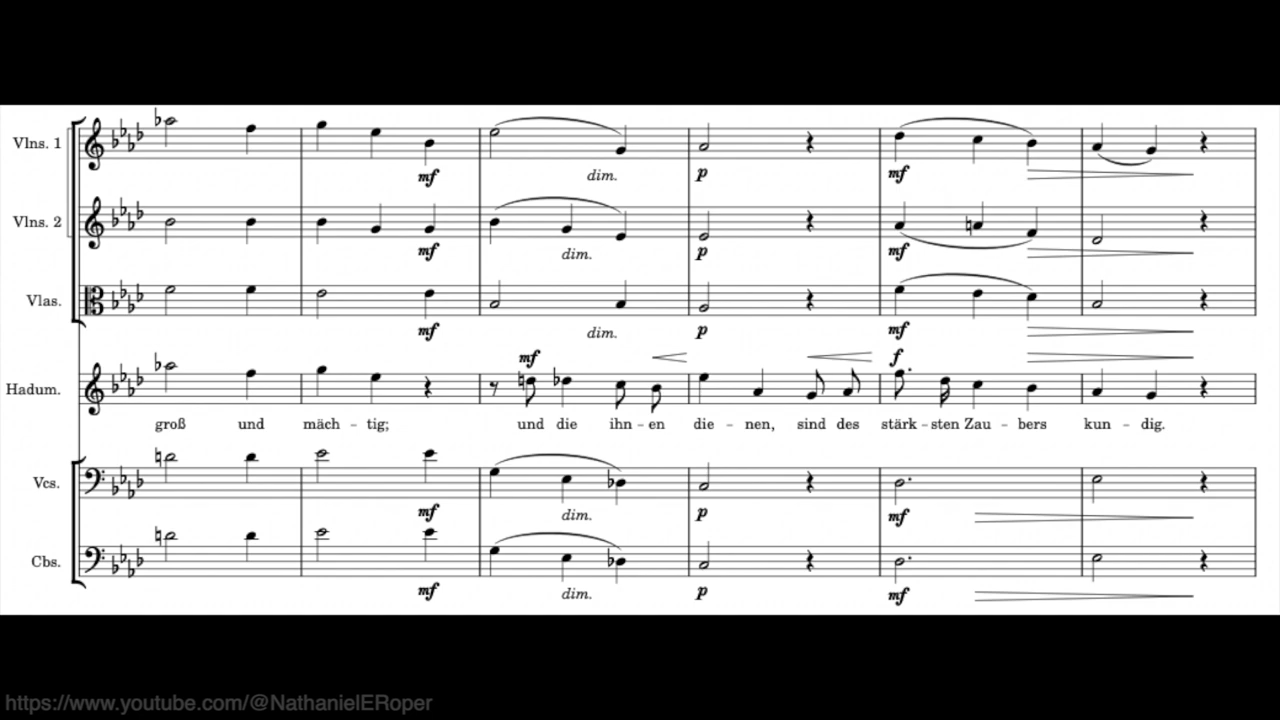 Vlns. 1
mf
dim.
p
mf
Vlns. 2
mf
dim.
p
mf
Vlas.
mf
dim.
p
mf
mf
f
Hadum.
groß und mäch - tig; und die ihn - en die - nen, sind des stärk - sten Zau - bers kun - dig.
Vcs.
mf
dim.
p
mf
Cbs.
mf
dim.
p
mf
https://www.youtube.com/@NathanielERoper